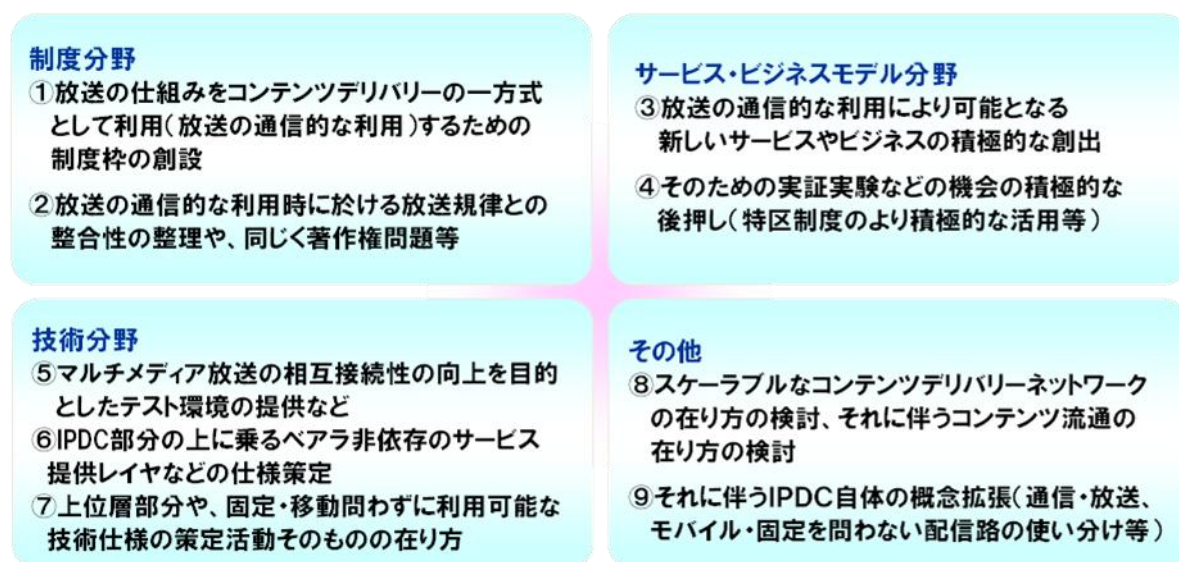 制度分野
①放送の仕組みをコンテンツデリバリーの一方式
として利用(放送の通信的な利用)するための
制度枠の創設
②放送の通信的な利用時に於ける放送規律との
整合性の整理や、同じく著作権問題等
サービス・ビジネスモデル分野
③放送の通信的な利用により可能となる
新しいサービスやビジネスの積極的な創出
④そのための実証実験などの機会の積極的な
後押し(特区制度のより積極的な活用等)
技術分野
⑤マルチメディア放送の相互接続性の向上を目的
としたテスト環境の提供など
⑥IPDC部分の上に乗るベアラ非依存のサービス
提供レイヤなどの仕様策定
⑦上位層部分や、固定・移動問わずに利用可能な
技術仕様の策定活動そのものの在り方
その他
⑧スケーラブルなコンテンツデリバリーネットワーク
の在り方の検討、それに伴うコンテンツ流通の
在り方の検討
⑨それに伴うIPDC自体の概念拡張(通信・放送、
モバイル・固定を問わない配信路の使い分け等)